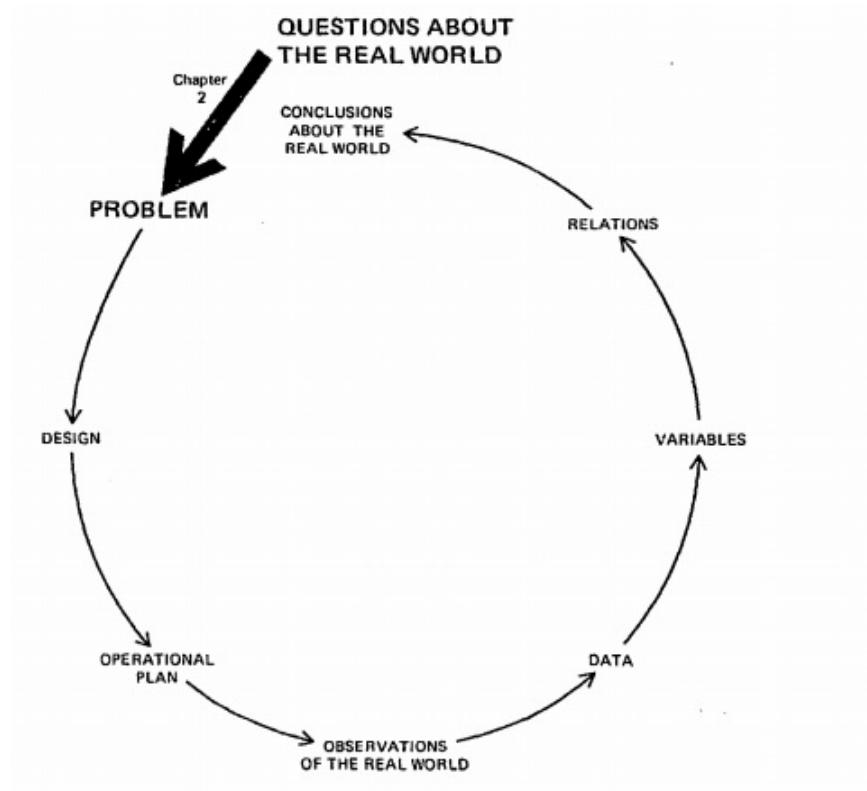 QUESTIONS ABOUT
THE REAL WORLD
Chapter
2
CONCLUSIONS
ABOUT THE
REAL WORLD
PROBLEM
RELATIONS
DESIGN
VARIABLES
OPERATIONAL
PLAN
DATA
OBSERVATIONS
OF THE REAL WORLD